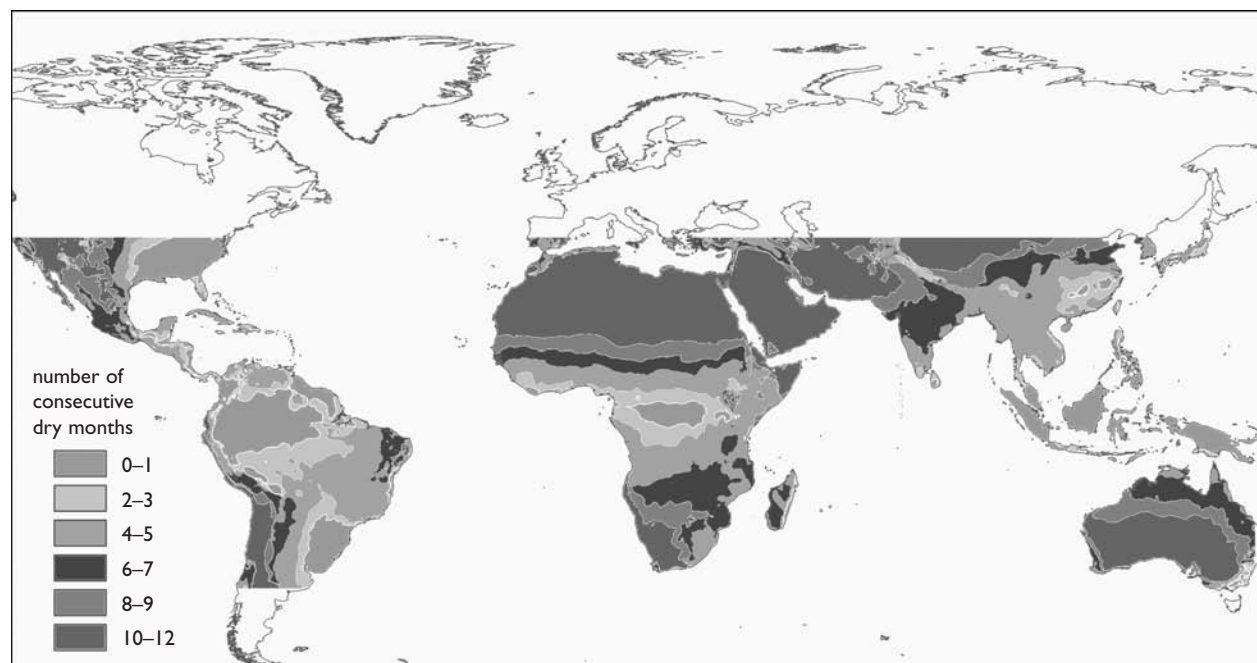 number of
consecutive
dry months
0–1
2–3
4–5
6–7
8–9
10–12